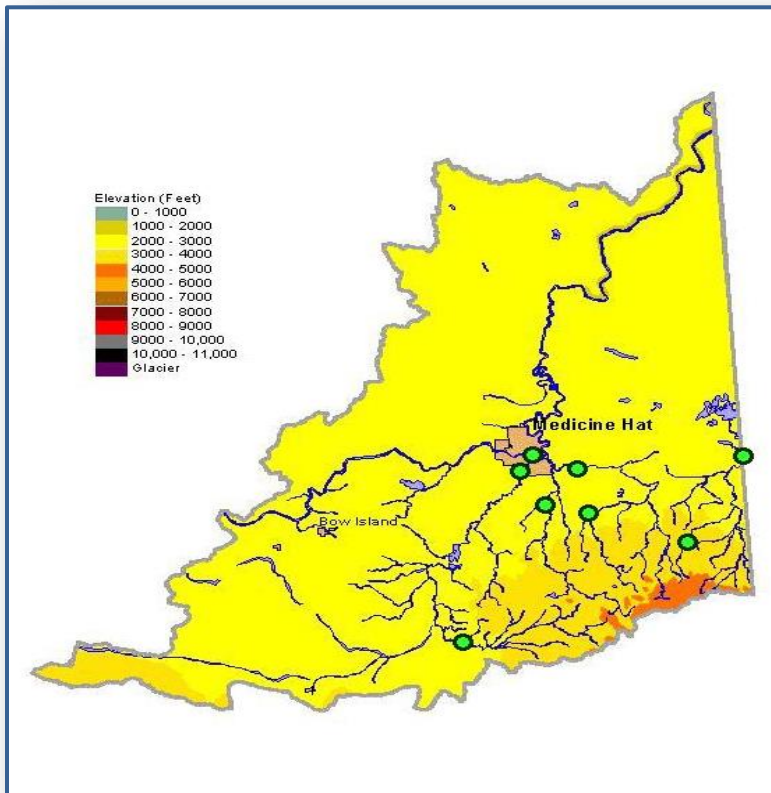 Elevation (Feet)
0 - 1000
1000 - 2000
2000 - 3000
3000 - 4000
4000 - 5000
5000 - 6000
6000 - 7000
7000 - 8000
8000 - 9000
9000 - 10,000
10,000 - 11,000
Glacier
Medicine Hat
Bow Island